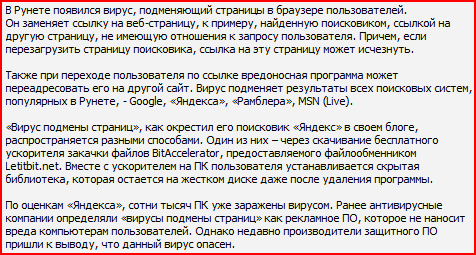 В Рунете появился вирус, подменяющий страницы в браузере пользователей.
Он заменяет ссылку на веб-страницу, к примеру, найденную поисковиком, ссылкой на
другую страницу, не имеющую отношения к запросу пользователя. Причем, если
перезагрузить страницу поисковика, ссылка на эту страницу может исчезнуть.
Также при переходе пользователя по ссылке вредоносная программа может
переадресовать его на другой сайт. Вирус подменяет результаты всех поисковых систем,
популярных в Рунете, - Google, «Яндекса», «Рамблера», MSN (Live).
«Вирус подмены страниц», как окрестил его поисковик «Яндекс» в своем блоге,
распространяется разными способами. Один из них – через скачивание бесплатного
ускорителя закачки файлов BitAccelerator, предоставляемого файлообменником
Letitbit.net. Вместе с ускорителем на ПК пользователя устанавливается скрытая
библиотека, которая остается на жестком диске даже после удаления программы.
По оценкам «Яндекса», сотни тысяч ПК уже заражены вирусом. Ранее антивирусные
компании определяли «вирусы подмены страниц» как рекламное ПО, которое не наносит
вреда компьютерам пользователей. Однако недавно производители защитного ПО
пришли к выводу, что данный вирус опасен.